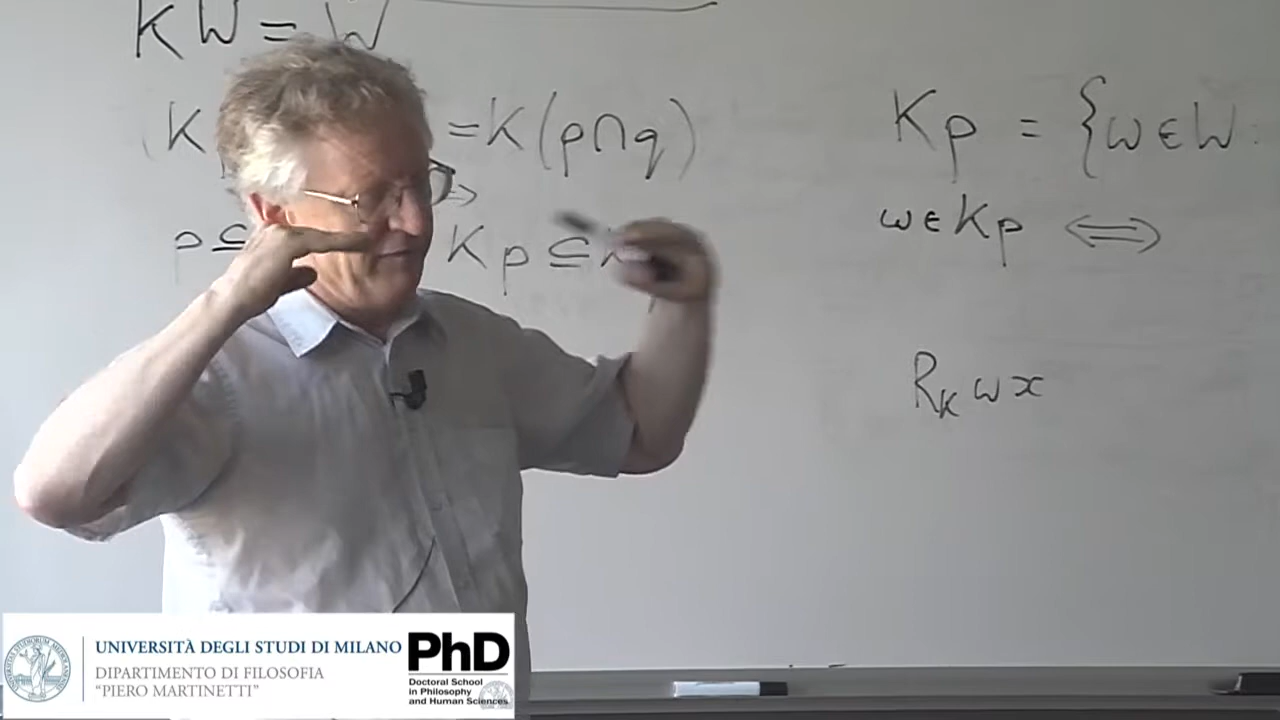 KW = W
(K = K(p∩q)
⇒
p ⊆ Kp ⊆
Kp = {w ∈ W :
w ∈ Kp ⇔
R_K w x
UNIVERSITÀ DEGLI STUDI DI MILANO
DIPARTIMENTO DI FILOSOFIA
"PIERO MARTINETTI"
PhD
Doctoral School
in Philosophy
and Human Sciences